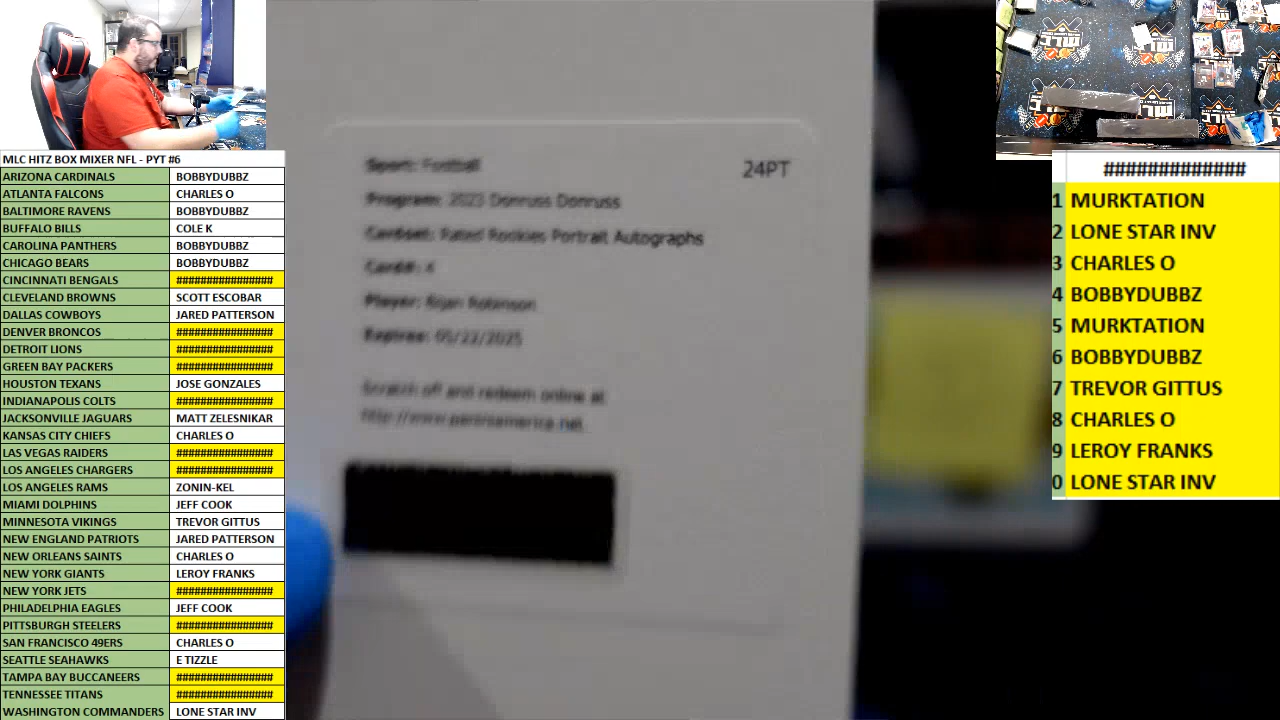 MLC HITZ BOX MIXER NFL - PYT #6
ARIZONA CARDINALS BOBBYDUBBZ
ATLANTA FALCONS CHARLES O
BALTIMORE RAVENS BOBBYDUBBZ
BUFFALO BILLS COLE K
CAROLINA PANTHERS BOBBYDUBBZ
CHICAGO BEARS BOBBYDUBBZ
CINCINNATI BENGALS ################
CLEVELAND BROWNS SCOTT ESCOBAR
DALLAS COWBOYS JARED PATTERSON
DENVER BRONCOS ################
DETROIT LIONS ################
GREEN BAY PACKERS ################
HOUSTON TEXANS JOSE GONZALES
INDIANAPOLIS COLTS ################
JACKSONVILLE JAGUARS MATT ZELESNIKAR
KANSAS CITY CHIEFS CHARLES O
LAS VEGAS RAIDERS ################
LOS ANGELES CHARGERS ################
LOS ANGELES RAMS ZONIN-KEL
MIAMI DOLPHINS JEFF COOK
MINNESOTA VIKINGS TREVOR GITTUS
NEW ENGLAND PATRIOTS JARED PATTERSON
NEW ORLEANS SAINTS CHARLES O
NEW YORK GIANTS LEROY FRANKS
NEW YORK JETS ################
PHILADELPHIA EAGLES JEFF COOK
PITTSBURGH STEELERS ################
SAN FRANCISCO 49ERS CHARLES O
SEATTLE SEAHAWKS E TIZZLE
TAMPA BAY BUCCANEERS ################
TENNESSEE TITANS ################
WASHINGTON COMMANDERS LONE STAR INV
Sport: Football 24PT
Program: 2023 Donruss Donruss
Cardset: Rated Rookies Portrait Autographs
Card#: 4
Player: Bijan Robinson
Expires: 05/22/2025
Scratch off and redeem online at
http://www.paniniamerica.net.
#############
1 MURKTATION
2 LONE STAR INV
3 CHARLES O
4 BOBBYDUBBZ
5 MURKTATION
6 BOBBYDUBBZ
7 TREVOR GITTUS
8 CHARLES O
9 LEROY FRANKS
0 LONE STAR INV
MLC
MLC